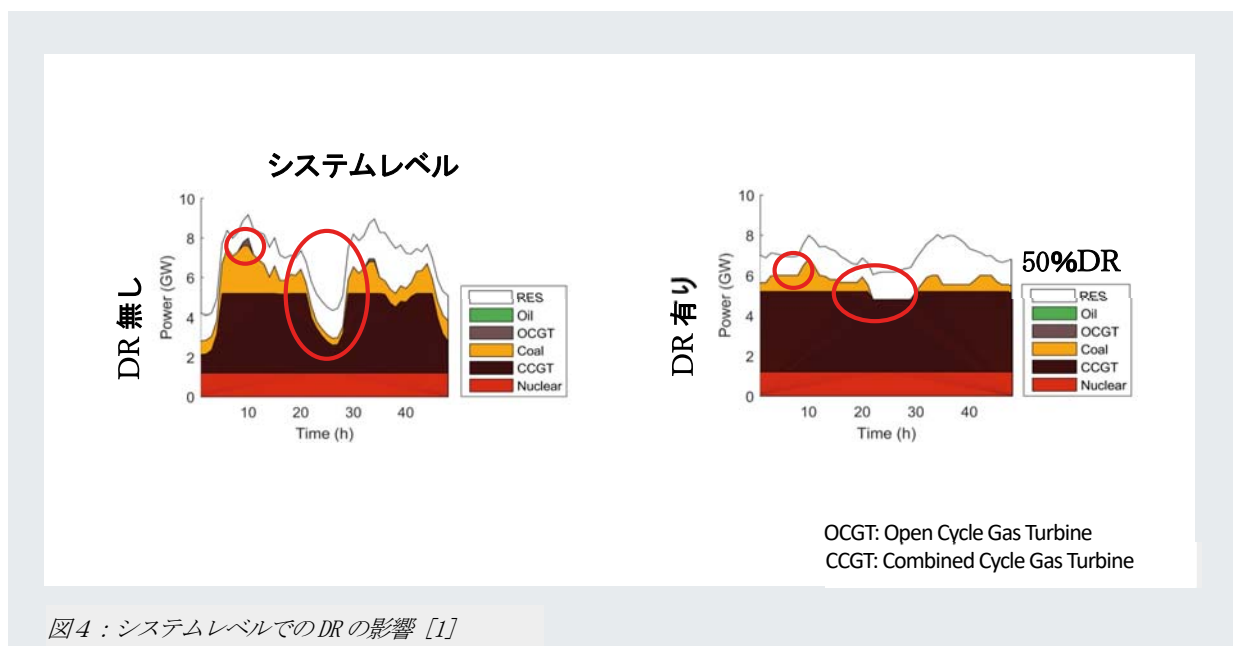 システムレベル
DR 無し
Power (GW)
10
8
6
4
2
0
10
20
30
40
Time (h)
RES
Oil
OCGT
Coal
CCGT
Nuclear
DR 有り
Power (GW)
10
8
6
4
2
0
10
20
30
40
Time (h)
50%DR
RES
Oil
OCGT
Coal
CCGT
Nuclear
OCGT: Open Cycle Gas Turbine
CCGT: Combined Cycle Gas Turbine
図4：システムレベルでのDRの影響 [1]